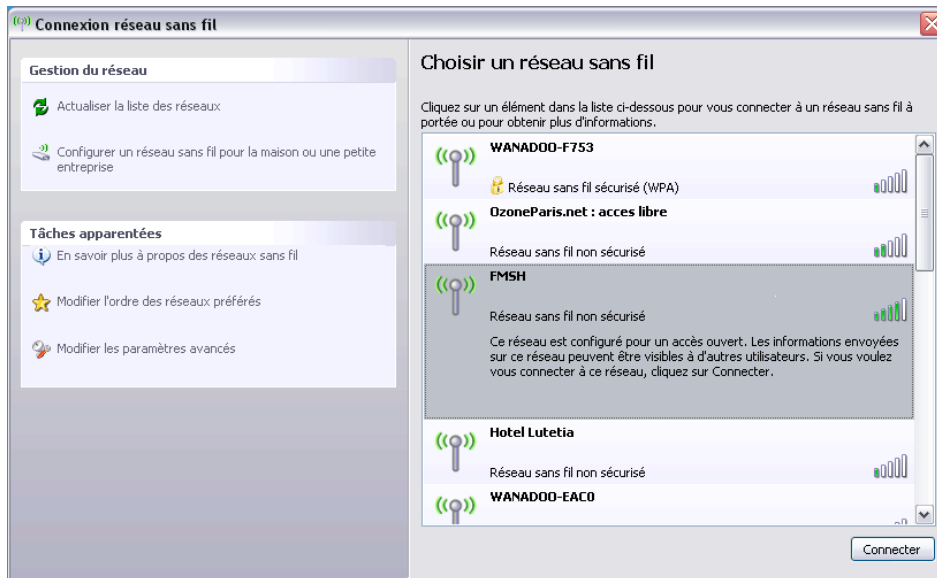 Connexion réseau sans fil
Gestion du réseau
Actualiser la liste des réseaux
Configurer un réseau sans fil pour la maison ou une petite
entreprise
Tâches apparentées
En savoir plus à propos des réseaux sans fil
Modifier l'ordre des réseaux préférés
Modifier les paramètres avancés
Choisir un réseau sans fil
Cliquez sur un élément dans la liste ci-dessous pour vous connecter à un réseau sans fil à
portée ou pour obtenir plus d'informations.
WANADOO-F753
Réseau sans fil sécurisé (WPA)
OzoneParis.net : acces libre
Réseau sans fil non sécurisé
FMSH
Réseau sans fil non sécurisé
Ce réseau est configuré pour un accès ouvert. Les informations envoyées
sur ce réseau peuvent être visibles à d'autres utilisateurs. Si vous voulez
vous connecter à ce réseau, cliquez sur Connecter.
Hotel Lutetia
Réseau sans fil non sécurisé
WANADOO-EAC0
Connecter